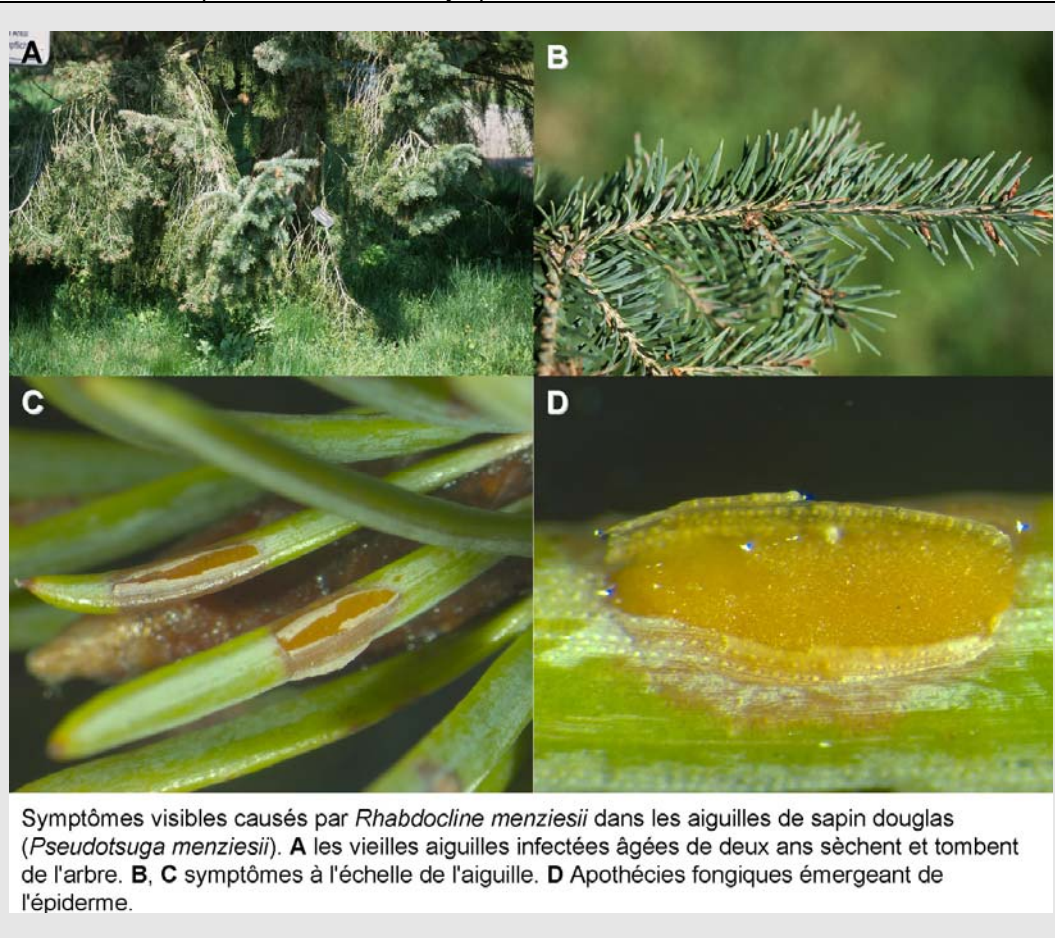 A
B
C
D
Symptômes visibles causés par Rhabdocline menziesii dans les aiguilles de sapin douglas
(Pseudotsuga menziesii). A les vieilles aiguilles infectées âgées de deux ans sèchent et tombent
de l'arbre. B, C symptômes à l'échelle de l'aiguille. D Apothécies fongiques émergeant de
l'épiderme.